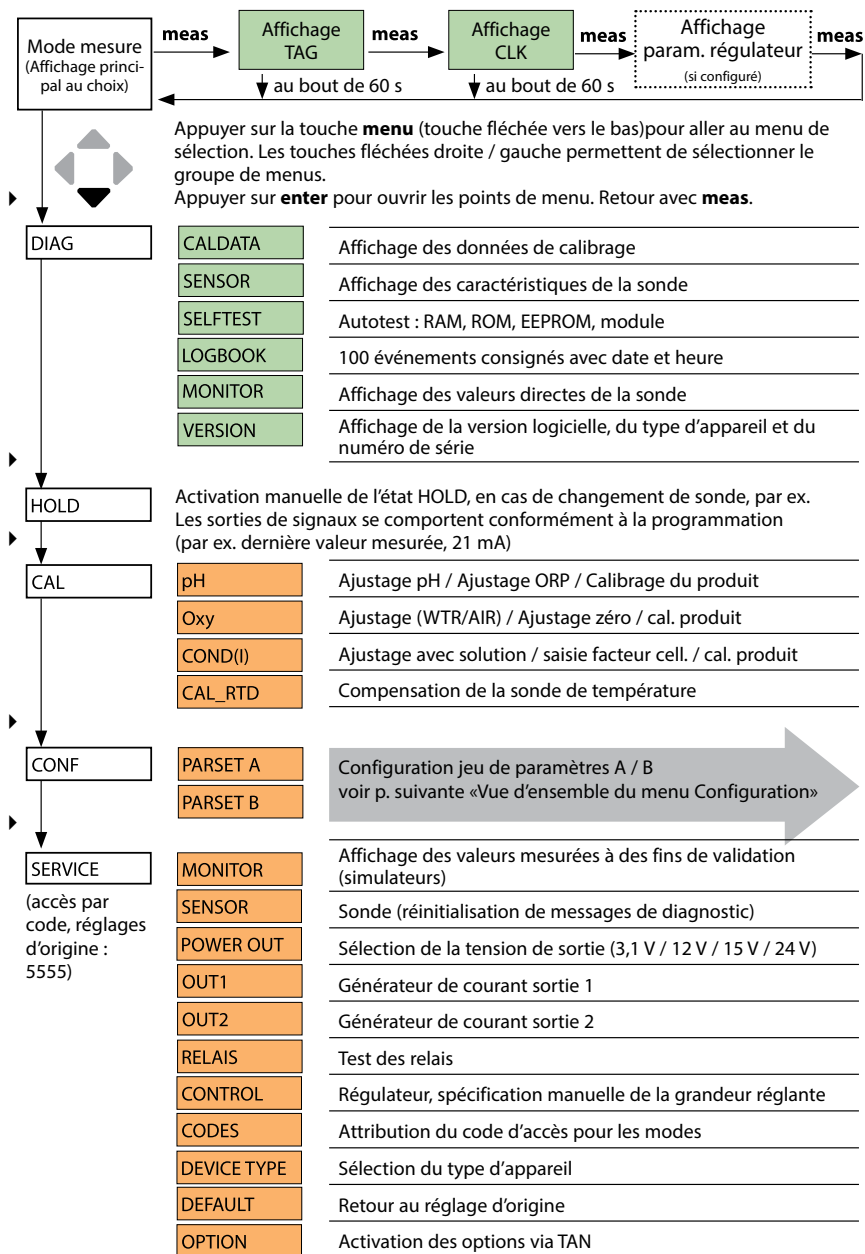 Mode mesure
(Affichage princi-
pal au choix)
meas
Affichage
TAG
meas
Affichage
CLK
meas
Affichage
param. régulateur
(si configuré)
meas
au bout de 60 s
au bout de 60 s
Appuyer sur la touche menu (touche fléchée vers le bas)pour aller au menu de
sélection. Les touches fléchées droite / gauche permettent de sélectionner le
groupe de menus.
Appuyer sur enter pour ouvrir les points de menu. Retour avec meas.
DIAG
CALDATA
Affichage des données de calibrage
SENSOR
Affichage des caractéristiques de la sonde
SELFTEST
Autotest : RAM, ROM, EEPROM, module
LOGBOOK
100 événements consignés avec date et heure
MONITOR
Affichage des valeurs directes de la sonde
VERSION
Affichage de la version logicielle, du type d'appareil et du
numéro de série
HOLD
Activation manuelle de l'état HOLD, en cas de changement de sonde, par ex.
Les sorties de signaux se comportent conformément à la programmation
(par ex. dernière valeur mesurée, 21 mA)
CAL
pH
Ajustage pH / Ajustage ORP / Calibrage du produit
Oxy
Ajustage (WTR/AIR) / Ajustage zéro / cal. produit
COND(I)
Ajustage avec solution / saisie facteur cell. / cal. produit
CAL_RTD
Compensation de la sonde de température
CONF
PARSET A
PARSET B
Configuration jeu de paramètres A / B
voir p. suivante «Vue d'ensemble du menu Configuration»
SERVICE
(accès par
code, réglages
d'origine :
5555)
MONITOR
Affichage des valeurs mesurées à des fins de validation
(simulateurs)
SENSOR
Sonde (réinitialisation de messages de diagnostic)
POWER OUT
Sélection de la tension de sortie (3,1 V / 12 V / 15 V / 24 V)
OUT1
Générateur de courant sortie 1
OUT2
Générateur de courant sortie 2
RELAIS
Test des relais
CONTROL
Régulateur, spécification manuelle de la grandeur réglante
CODES
Attribution du code d'accès pour les modes
DEVICE TYPE
Sélection du type d'appareil
DEFAULT
Retour au réglage d'origine
OPTION
Activation des options via TAN